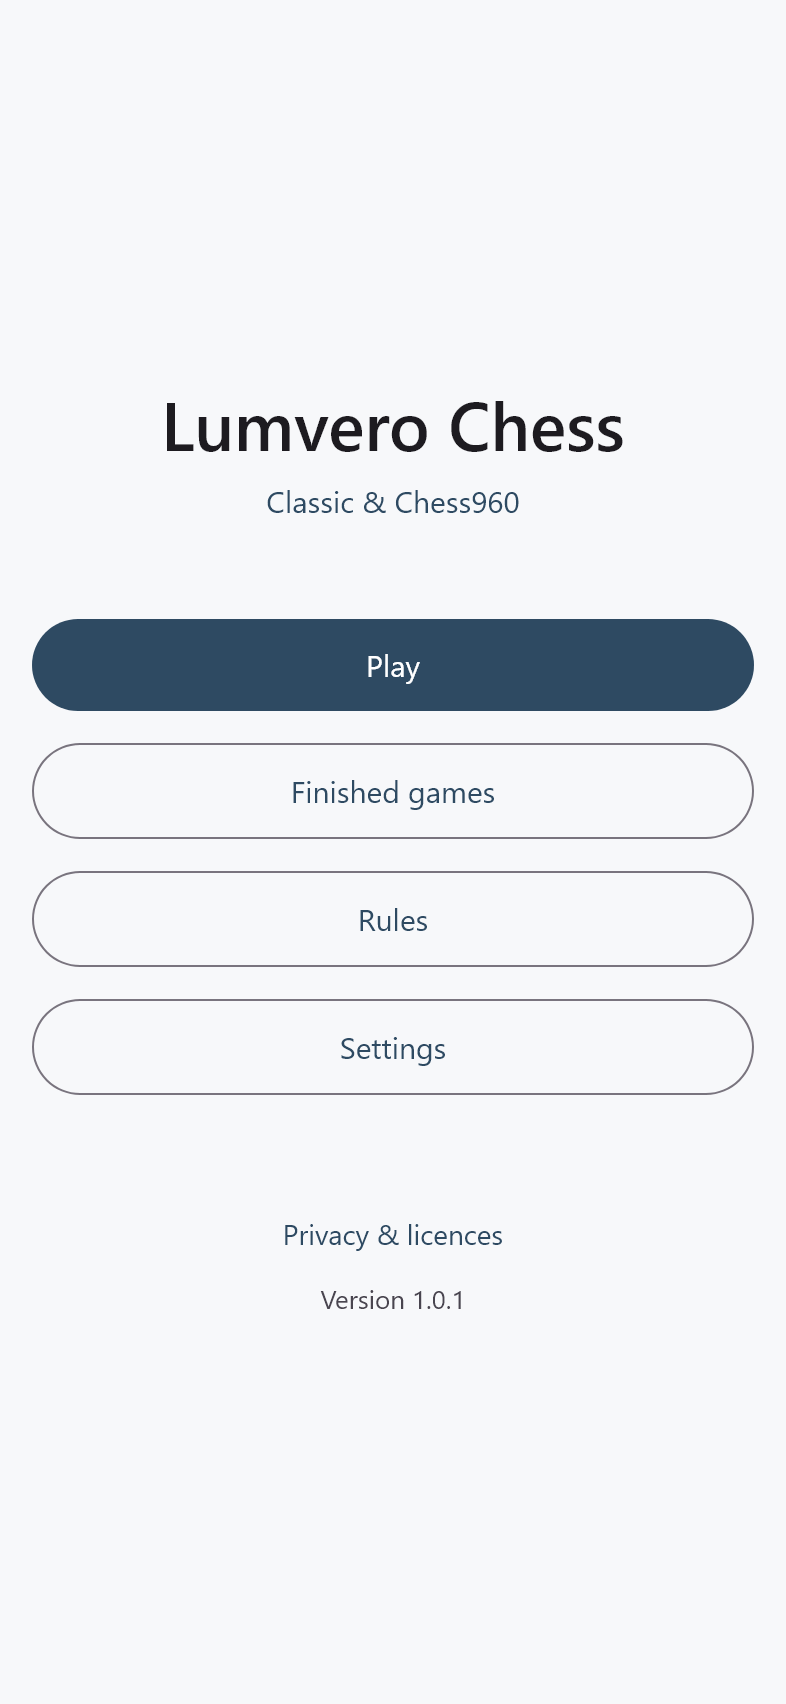 Lumvero Chess
Classic & Chess960
Play
Finished games
Rules
Settings
Privacy & licences
Version 1.0.1